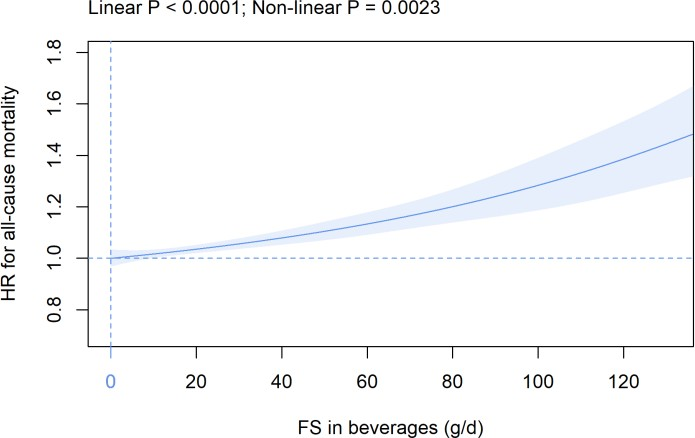 Linear P < 0.0001; Non-linear P = 0.0023
HR for all-cause mortality
1.8
1.6
1.4
1.2
1.0
0.8
0 20 40 60 80 100 120
FS in beverages (g/d)